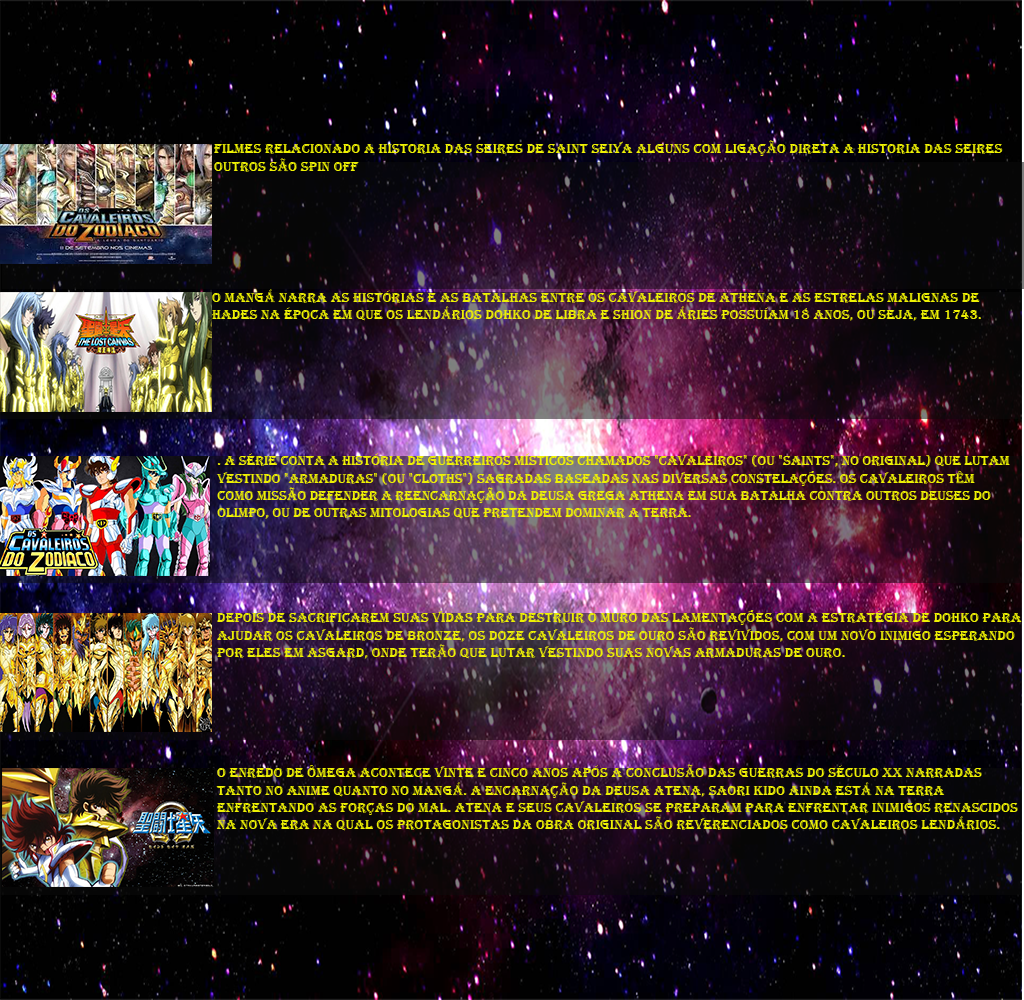 FILMES RELACIONADO A HISTORIA DAS SEIRES DE SAINT SEIYA ALGUNS COM LIGAÇÃO DIRETA A HISTORIA DAS SEIRES
OUTROS SÃO SPIN OFF
OS
CAVALEIROS
DO ZODÍACO
11 DE SETEMBRO NOS CINEMAS
O MANGÁ NARRA AS HISTÓRIAS E AS BATALHAS ENTRE OS CAVALEIROS DE ATHENA E AS ESTRELAS MALIGNAS DE
HADES NA ÉPOCA EM QUE OS LENDÁRIOS DOHKO DE LIBRA E SHION DE ÁRIES POSSUÍAM 18 ANOS, OU SEJA, EM 1743.
THE LOST CANVAS
. A SÉRIE CONTA A HISTÓRIA DE GUERREIROS MÍSTICOS CHAMADOS "CAVALEIROS" (OU "SAINTS", NO ORIGINAL) QUE LUTAM
VESTINDO "ARMADURAS" (OU "CLOTHS") SAGRADAS BASEADAS NAS DIVERSAS CONSTELAÇÕES. OS CAVALEIROS TÊM
COMO MISSÃO DEFENDER A REENCARNAÇÃO DA DEUSA GREGA ATHENA EM SUA BATALHA CONTRA OUTROS DEUSES DO
OLIMPO, OU DE OUTRAS MITOLOGIAS QUE PRETENDEM DOMINAR A TERRA.
OS
CAVALEIROS
DO ZODÍACO
DEPOIS DE SACRIFICAREM SUAS VIDAS PARA DESTRUIR O MURO DAS LAMENTAÇÕES COM A ESTRATÉGIA DE DOHKO PARA
AJUDAR OS CAVALEIROS DE BRONZE, OS DOZE CAVALEIROS DE OURO SÃO REVIVIDOS, COM UM NOVO INIMIGO ESPERANDO
POR ELES EM ASGARD, ONDE TERÃO QUE LUTAR VESTINDO SUAS NOVAS ARMADURAS DE OURO.
O ENREDO DE ÔMEGA ACONTECE VINTE E CINCO ANOS APÓS A CONCLUSÃO DAS GUERRAS DO SÉCULO XX NARRADAS
TANTO NO ANIME QUANTO NO MANGÁ. A ENCARNAÇÃO DA DEUSA ATENA, SAORI KIDO AINDA ESTÁ NA TERRA
ENFRENTANDO AS FORÇAS DO MAL. ATENA E SEUS CAVALEIROS SE PREPARAM PARA ENFRENTAR INIMIGOS RENASCIDOS
NA NOVA ERA NA QUAL OS PROTAGONISTAS DA OBRA ORIGINAL SÃO REVERENCIADOS COMO CAVALEIROS LENDÁRIOS.
聖闘士星矢